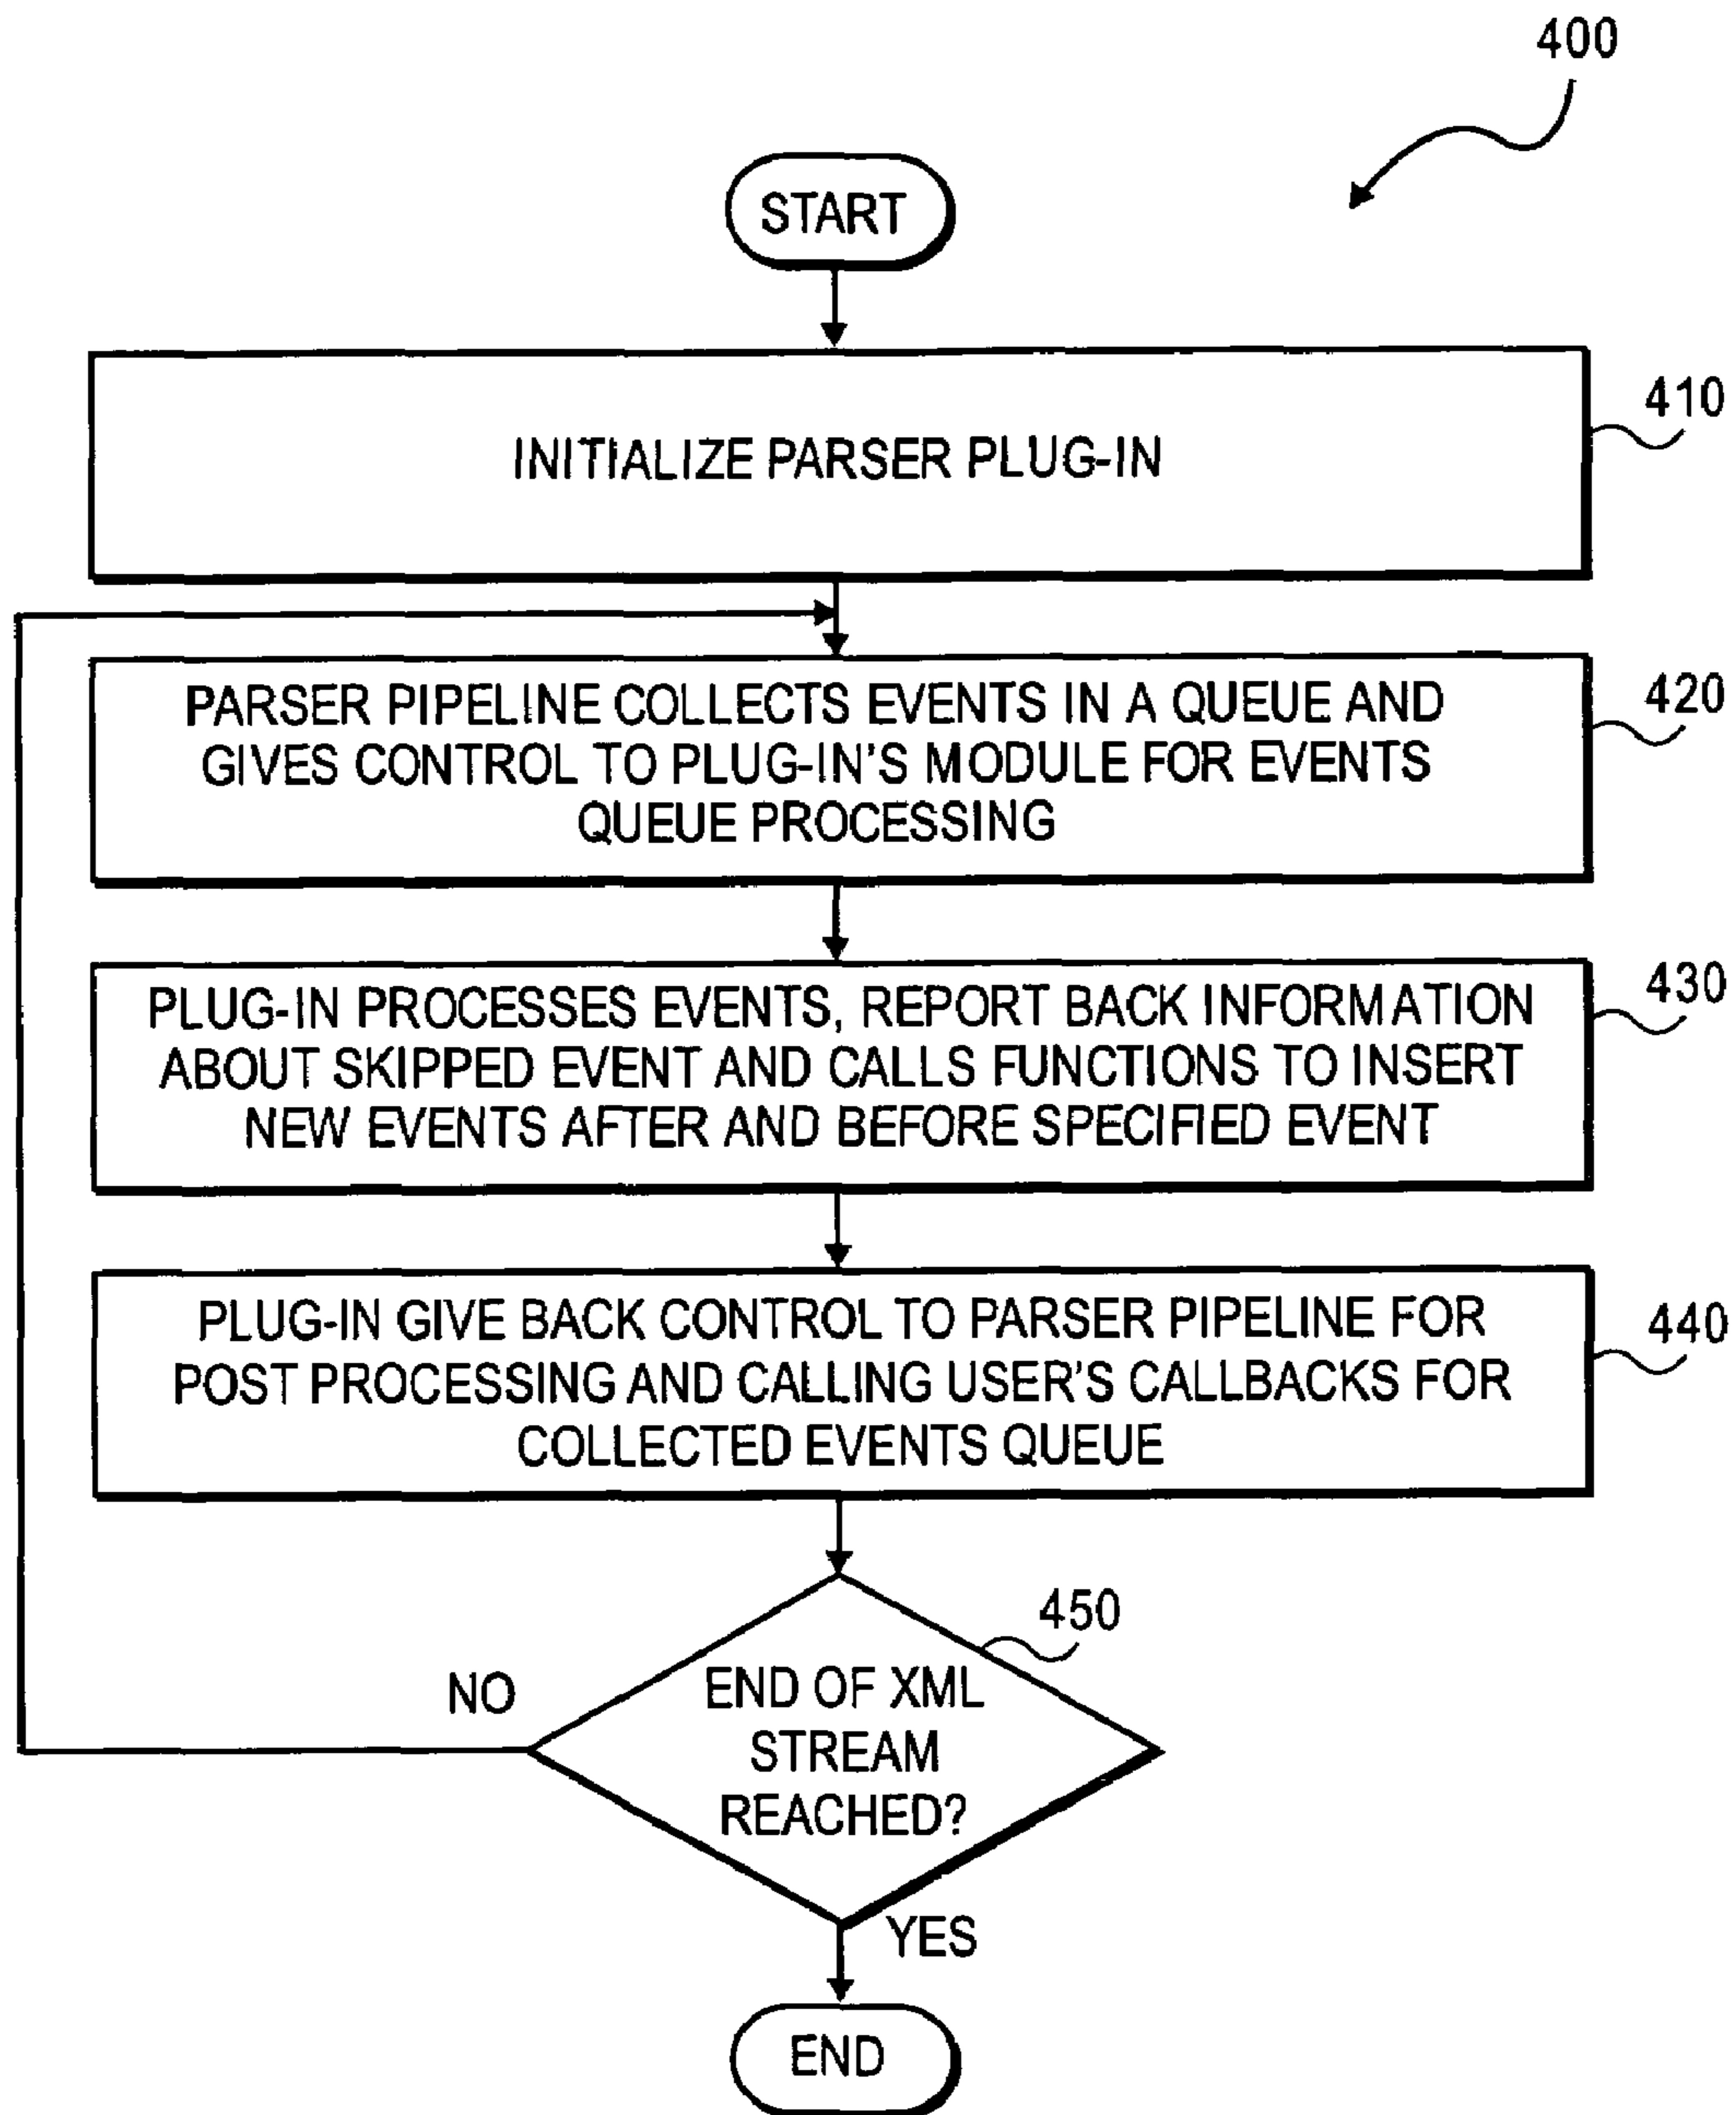 400
START
INITIALIZE PARSER PLUG-IN
410
PARSER PIPELINE COLLECTS EVENTS IN A QUEUE AND
GIVES CONTROL TO PLUG-IN'S MODULE FOR EVENTS
QUEUE PROCESSING
420
PLUG-IN PROCESSES EVENTS, REPORT BACK INFORMATION
ABOUT SKIPPED EVENT AND CALLS FUNCTIONS TO INSERT
NEW EVENTS AFTER AND BEFORE SPECIFIED EVENT
430
PLUG-IN GIVE BACK CONTROL TO PARSER PIPELINE FOR
POST PROCESSING AND CALLING USER'S CALLBACKS FOR
COLLECTED EVENTS QUEUE
440
450
NO
END OF XML
STREAM
REACHED?
YES
END